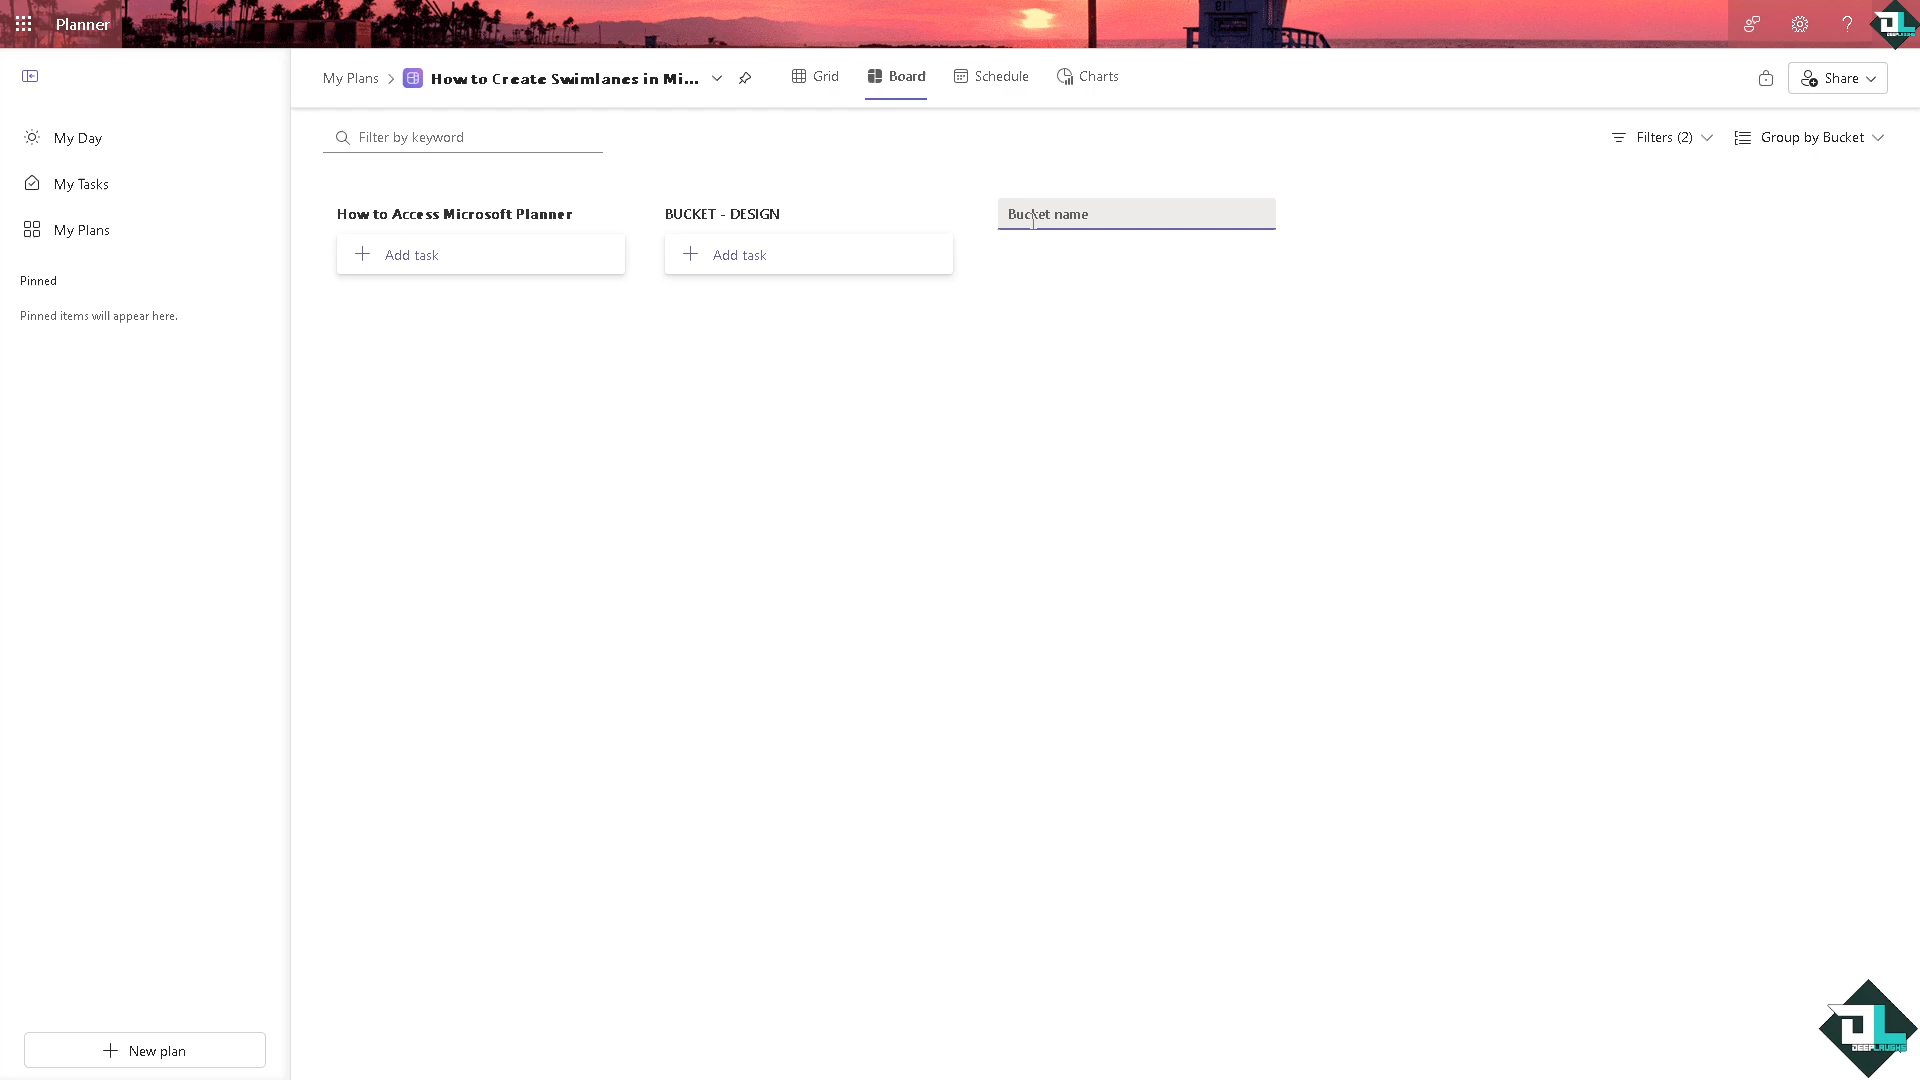 Planner
My Plans
How to Create Swimlanes in Mi...
Grid
Board
Schedule
Charts
Share
My Day
My Tasks
My Plans
Pinned
Pinned items will appear here.
Filter by keyword
Filters (2)
Group by Bucket
How to Access Microsoft Planner
BUCKET - DESIGN
Bucket name
Add task
Add task
New plan
DEEPLAUGHS